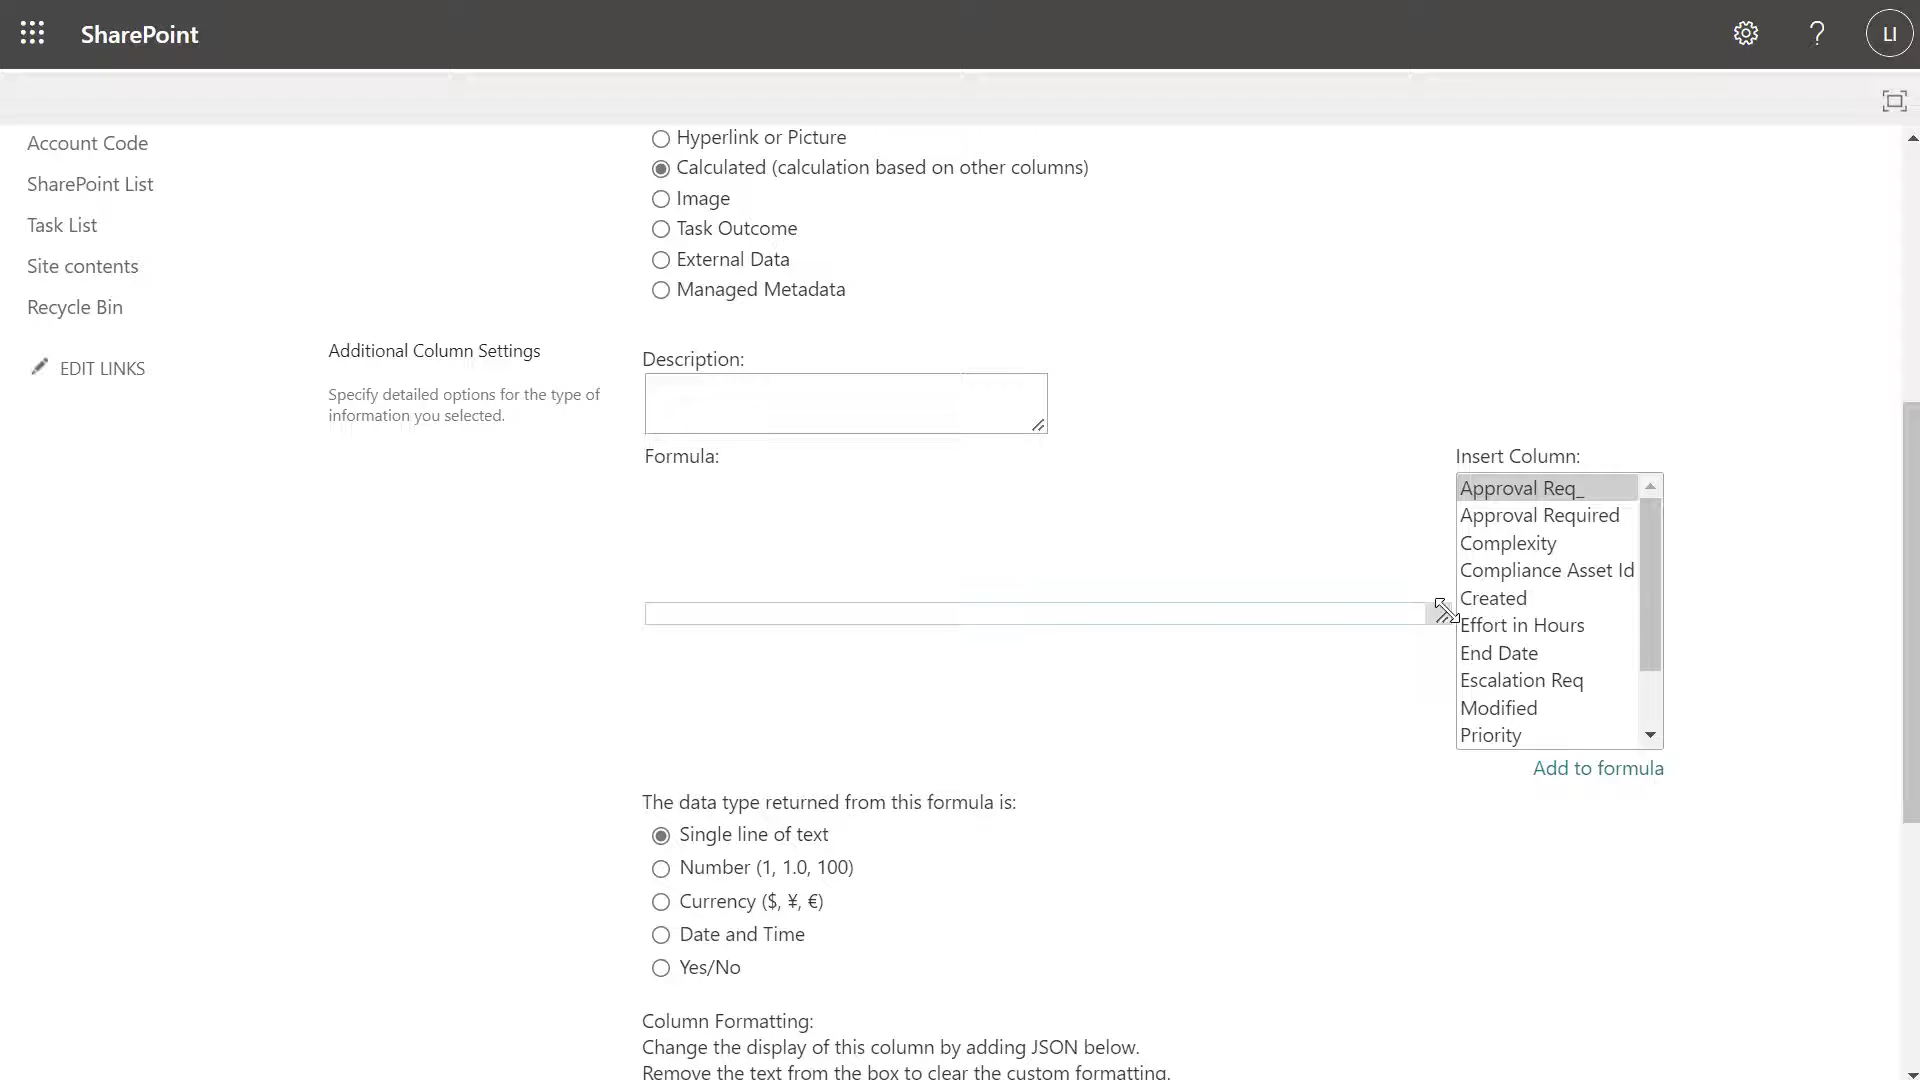 SharePoint
?
LI
Account Code
SharePoint List
Task List
Site contents
Recycle Bin
EDIT LINKS
Hyperlink or Picture
Calculated (calculation based on other columns)
Image
Task Outcome
External Data
Managed Metadata
Additional Column Settings
Specify detailed options for the type of
information you selected.
Description:
Formula:
Insert Column:
Approval Req_
Approval Required
Complexity
Compliance Asset Id
Created
Effort in Hours
End Date
Escalation Req
Modified
Priority
Add to formula
The data type returned from this formula is:
Single line of text
Number (1, 1.0, 100)
Currency ($, ¥, €)
Date and Time
Yes/No
Column Formatting:
Change the display of this column by adding JSON below.
Remove the text from the box to clear the custom formatting.